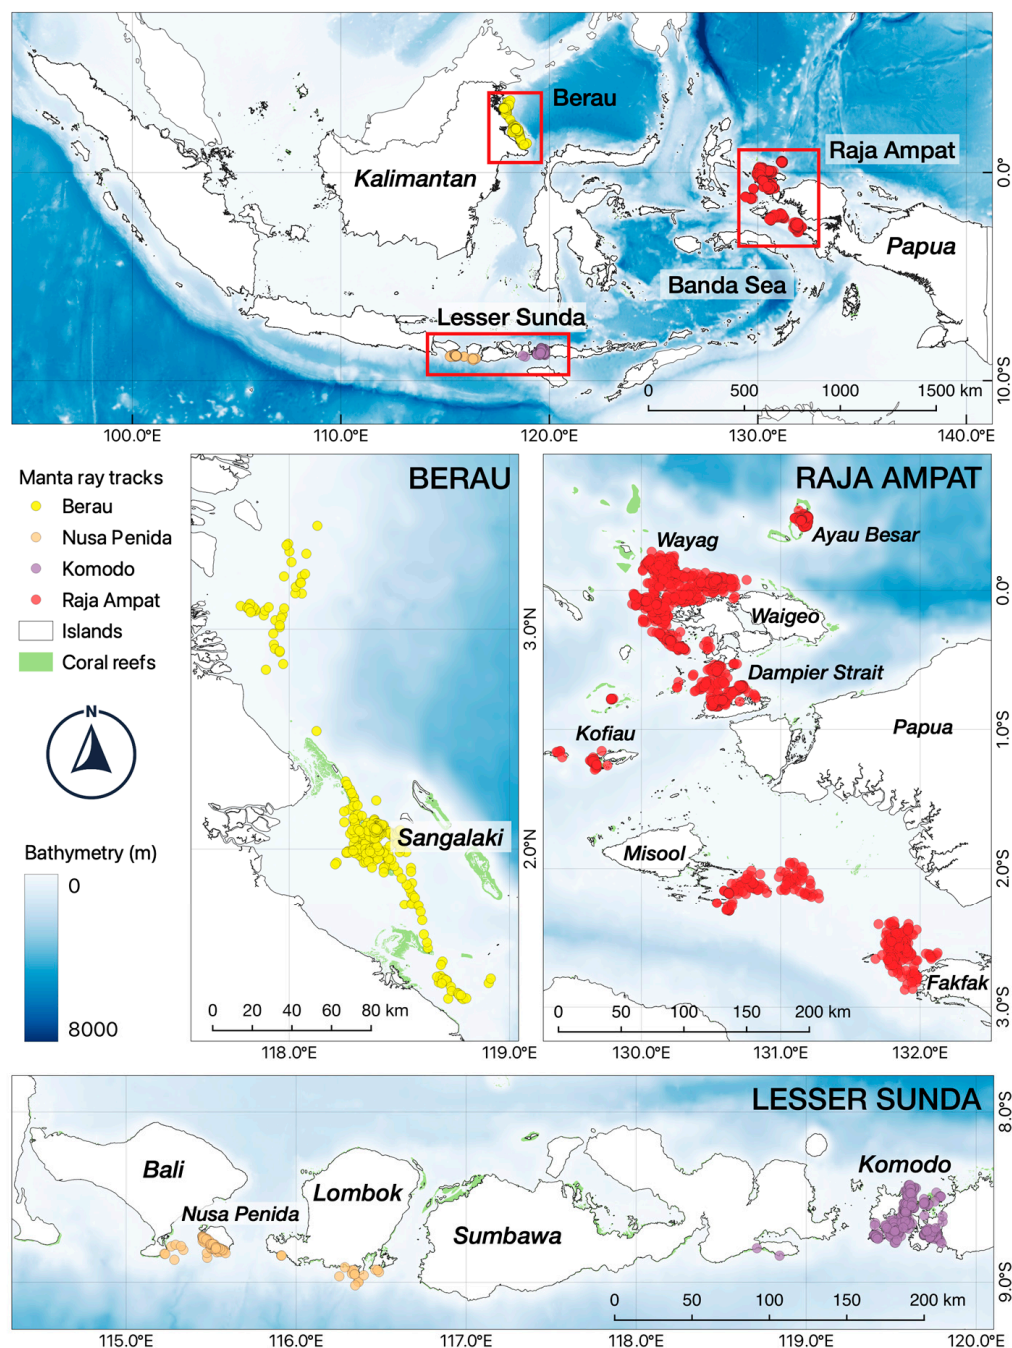 Berau
Raja Ampat
Kalimantan
Papua
Banda Sea
Lesser Sunda
0 500 1000 1500 km
0.0°
10.0°S
100.0°E 110.0°E 120.0°E 130.0°E 140.0°E
Manta ray tracks
Berau
Nusa Penida
Komodo
Raja Ampat
Islands
Coral reefs
N
Bathymetry (m)
0
8000
BERAU
Sangalaki
3.0°N
2.0°N
0 20 40 60 80 km
118.0°E 119.0°E
RAJA AMPAT
Ayau Besar
Wayag
Waigeo
Dampier Strait
Kofiau
Papua
Misool
Fakfak
0.0°
1.0°S
2.0°S
3.0°S
0 50 100 150 200 km
130.0°E 131.0°E 132.0°E
LESSER SUNDA
Bali
Nusa Penida
Lombok
Sumbawa
Komodo
8.0°S
9.0°S
0 50 100 150 200 km
115.0°E 116.0°E 117.0°E 118.0°E 119.0°E 120.0°E